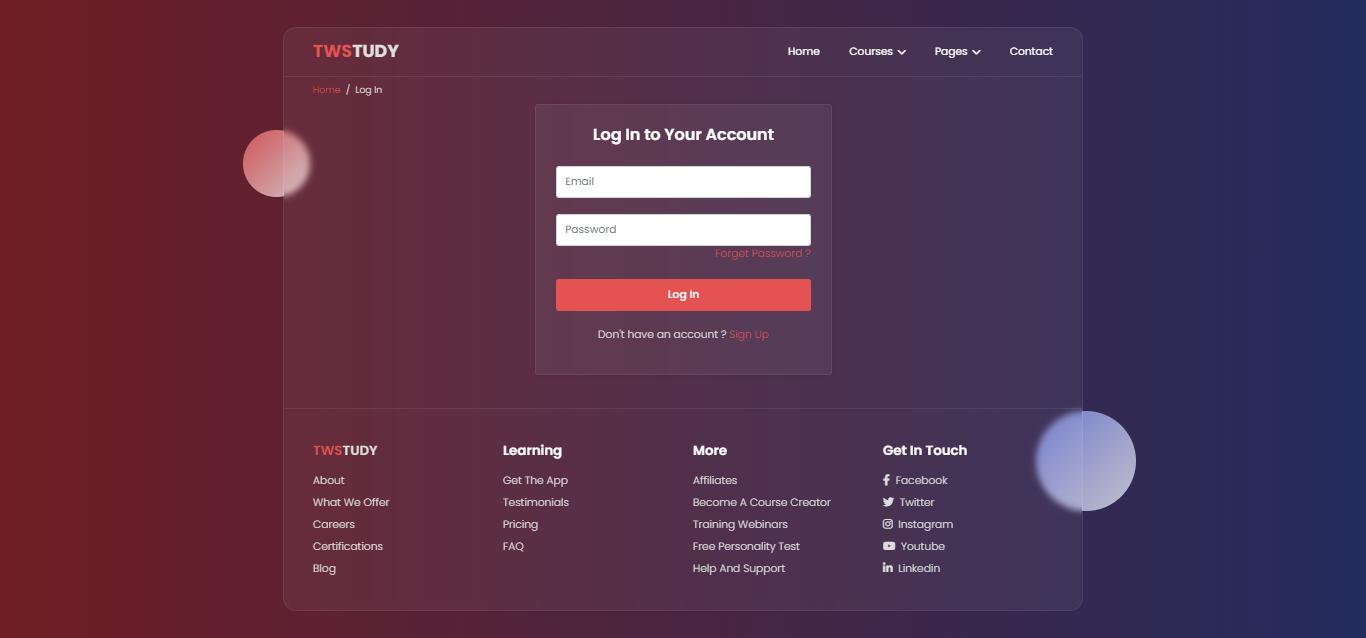 TWSTUDY
Home Courses Pages Contact
Home / Log In
Log In to Your Account
Email
Password
Forget Password ?
Log In
Don't have an account ? Sign Up
TWSTUDY
About
What We Offer
Careers
Certifications
Blog
Learning
Get The App
Testimonials
Pricing
FAQ
More
Affiliates
Become A Course Creator
Training Webinars
Free Personality Test
Help And Support
Get In Touch
Facebook
Twitter
Instagram
Youtube
Linkedin